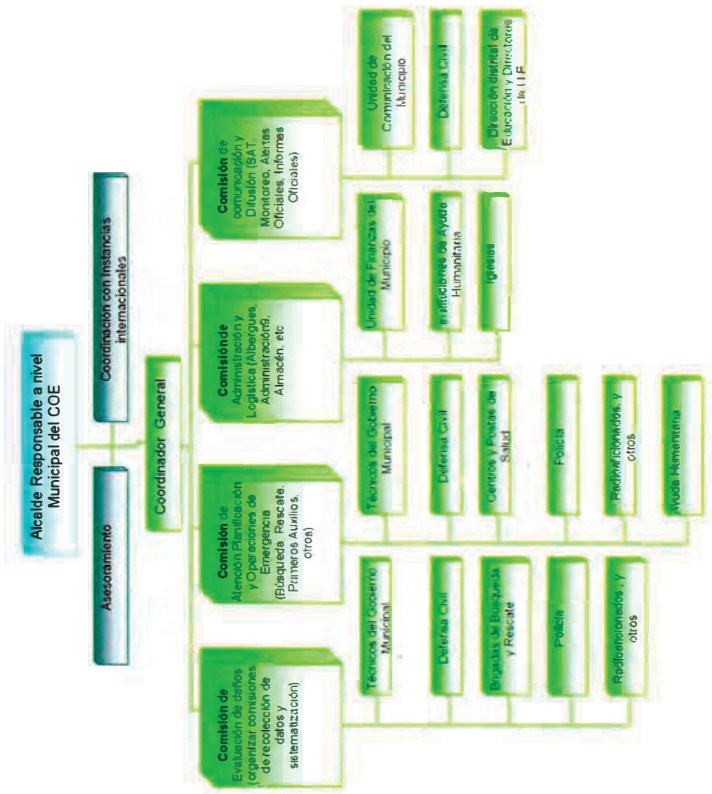 Alcalde Responsable a nivel
Municipal del COE
Asesoramiento
Coordinación con Instancias
internacionales
Coordinador General
Comisión de
Evaluación de daños
(organizar comisiones
de recolección de
datos y
sistematización)
Técnicos del Gobierno
Municipal
Defensa Civil
Brigadas de Búsqueda
y Rescate
Policía
Radioaficionados, y
otros
Comisión de
Atención Planificación
y Operaciones de
Emergencia
(Búsqueda Rescate.
Primeros Auxilios,
otros)
Técnicos del Gobierno
Municipal
Defensa Civil
Centros y Postas de
Salud
Policía
Radioaficionados, y
otros
Ayuda Humanitaria
Comisión de
Administración y
Logística (Albergues,
Administración9,
Almacén, etc
Unidad de Finanzas del
Municipio
Instituciones de Ayuda
Humanitaria
Iglesias
Comisión de
comunicación y
Difusión (SAT,
Monitoreo, Alertas
Oficiales, Informes
Oficiales)
Unidad de
Comunicación del
Municipio
Defensa Civil
Dirección distrital de
Educación y Directores
de U.E.